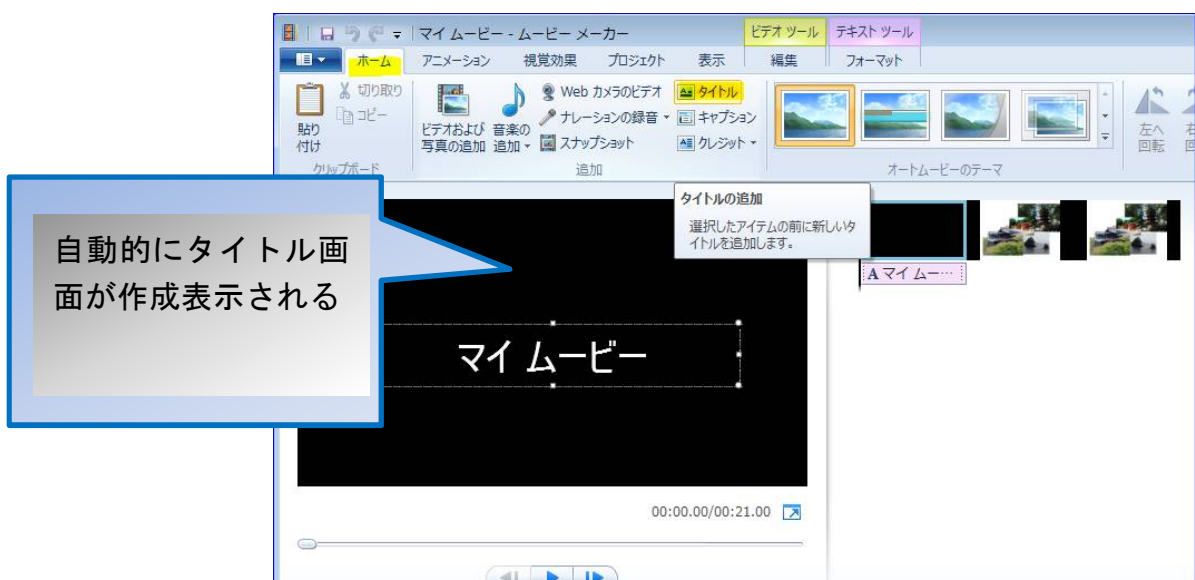 マイ ムービー - ムービー メーカー
ビデオ ツール
テキスト ツール
ホーム
アニメーション
視覚効果
プロジェクト
表示
編集
フォーマット
貼り
付け
切り取り
コピー
クリップボード
ビデオおよび
写真の追加
音楽の
追加
Web カメラのビデオ
ナレーションの録音
スナップショット
タイトル
キャプション
クレジット
追加
オートムービーのテーマ
左へ
回転
右
回
タイトルの追加
選択したアイテムの前に新しいタ
イトルを追加します。
自動的にタイトル画
面が作成表示される
A マイ ムー…
マイ ムービー
00:00.00/00:21.00